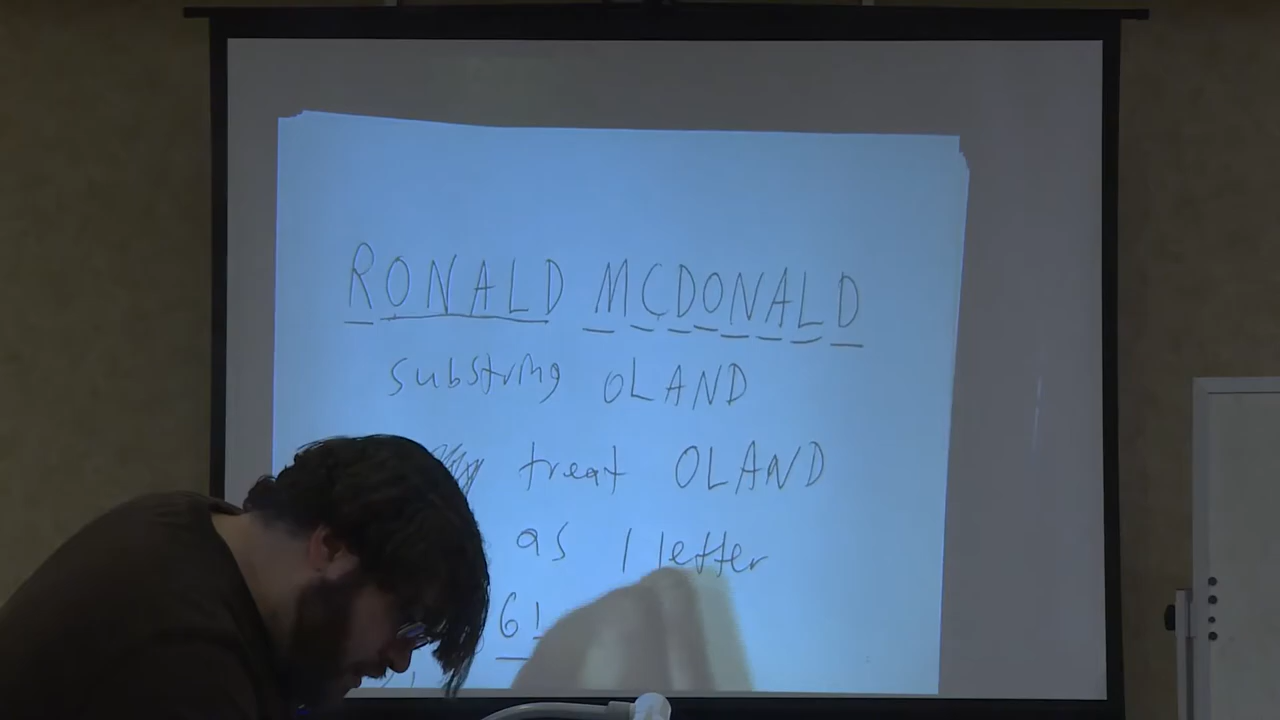 RONALD MCDONALD
substring OLAND
treat OLAND
as 1 letter
6!